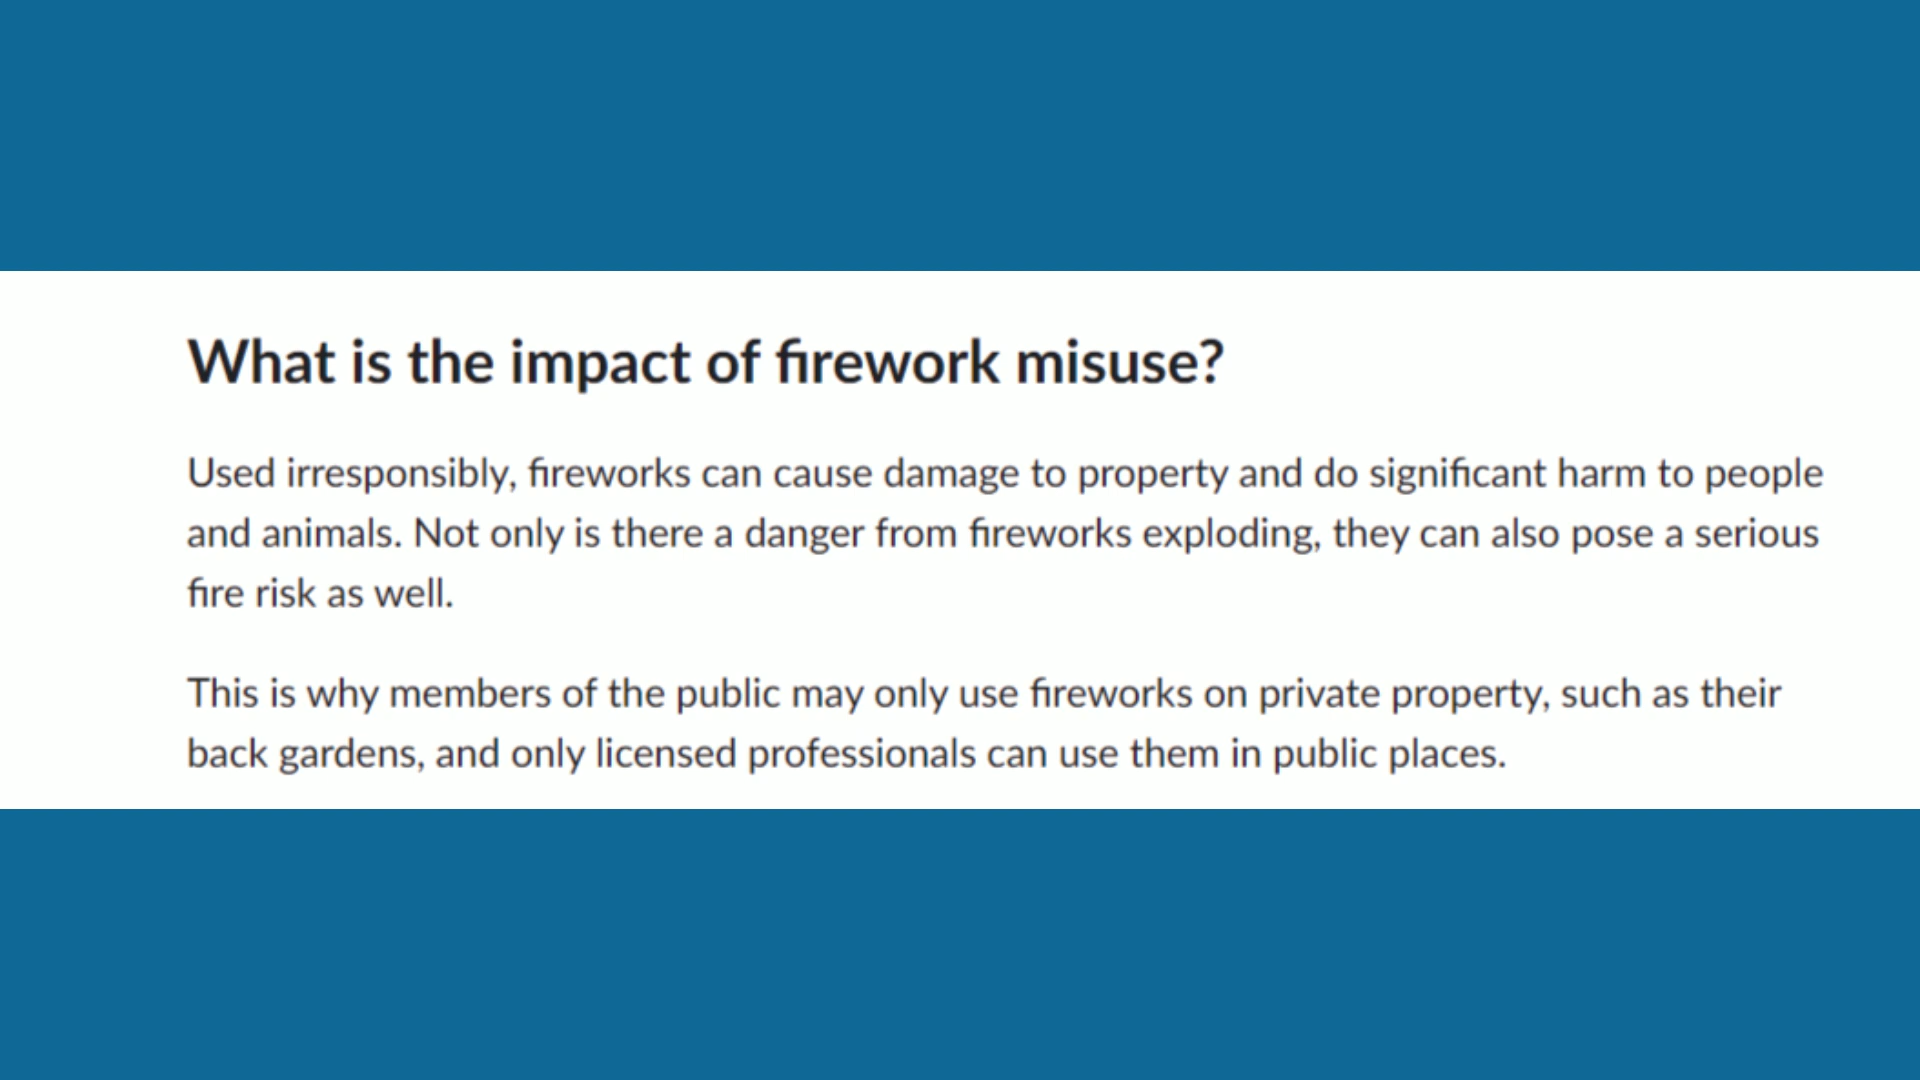 What is the impact of firework misuse?
Used irresponsibly, fireworks can cause damage to property and do significant harm to people
and animals. Not only is there a danger from fireworks exploding, they can also pose a serious
fire risk as well.
This is why members of the public may only use fireworks on private property, such as their
back gardens, and only licensed professionals can use them in public places.